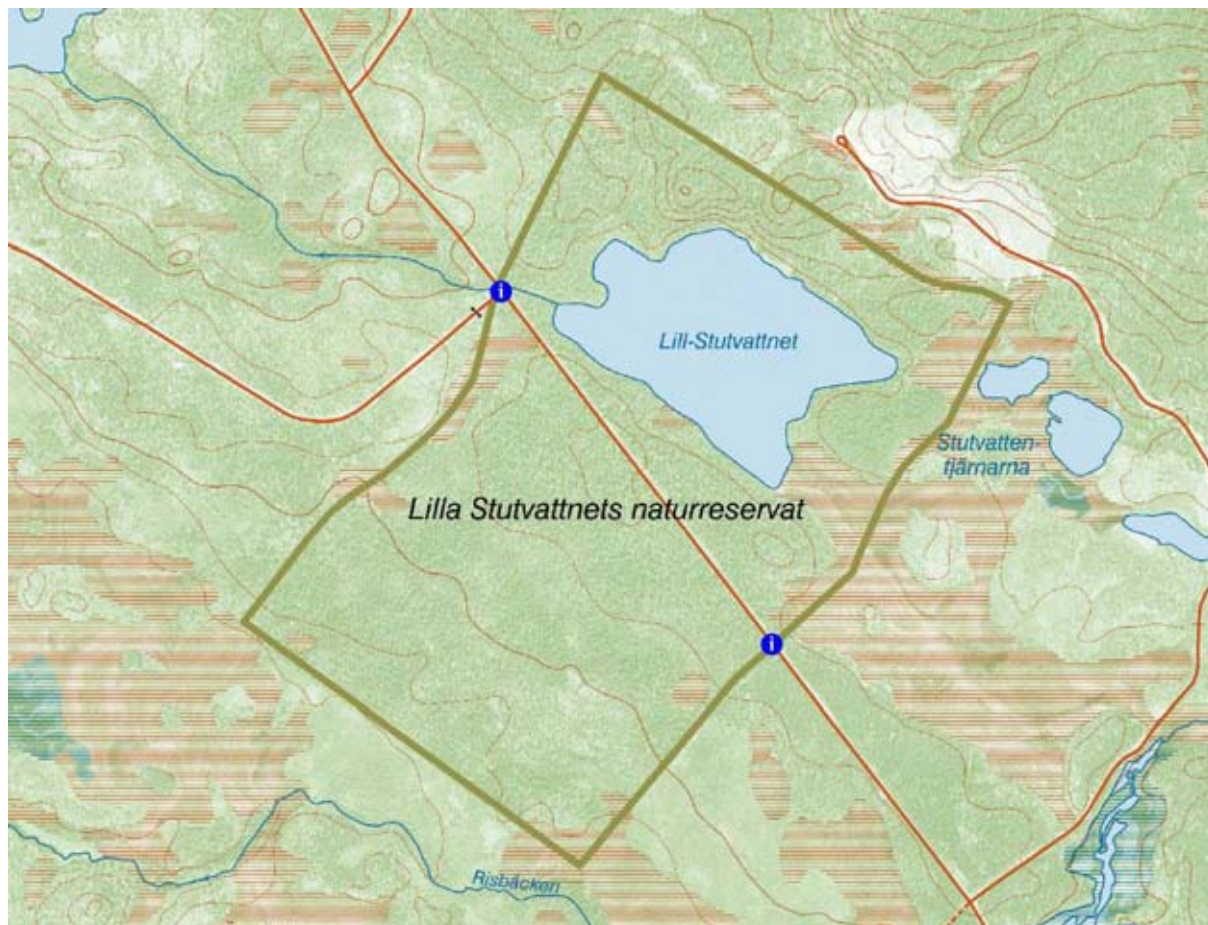 i
Lill-Stutvattnet
Stutvatten-
tjärnarna
Lilla Stutvattnets naturreservat
i
Risbäcken